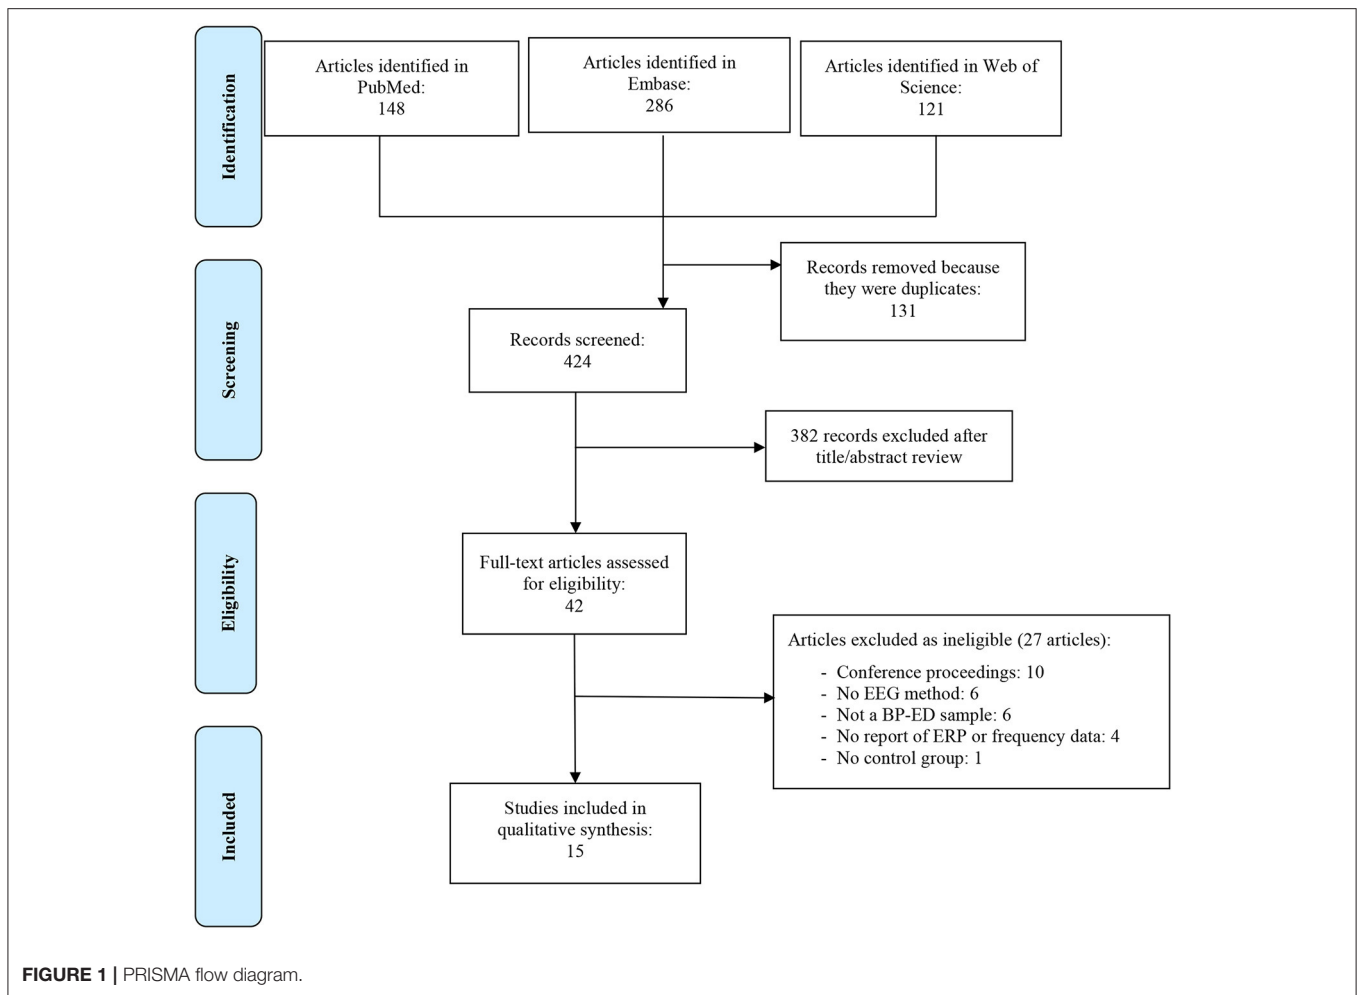 Identification
Articles identified in
PubMed:
148
Articles identified in
Embase:
286
Articles identified in Web of
Science:
121
Records removed because
they were duplicates:
131
Screening
Records screened:
424
382 records excluded after
title/abstract review
Eligibility
Full-text articles assessed
for eligibility:
42
Articles excluded as ineligible (27 articles):
- Conference proceedings: 10
- No EEG method: 6
- Not a BP-ED sample: 6
- No report of ERP or frequency data: 4
- No control group: 1
Included
Studies included in
qualitative synthesis:
15
FIGURE 1 | PRISMA flow diagram.